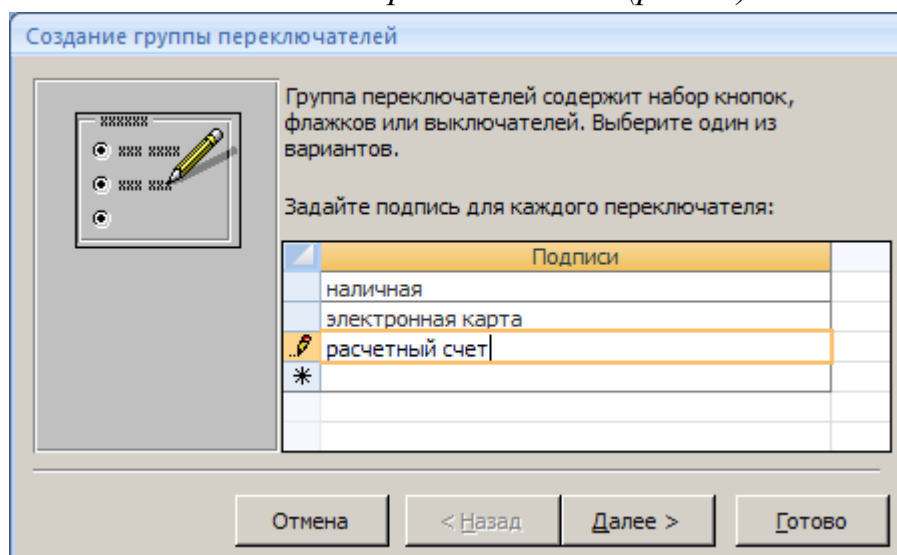 Создание группы переключателей
Группа переключателей содержит набор кнопок,
флажков или выключателей. Выберите один из
вариантов.
Задайте подпись для каждого переключателя:
Подписи
наличная
электронная карта
расчетный счет
Отмена
< Назад
Далее >
Готово